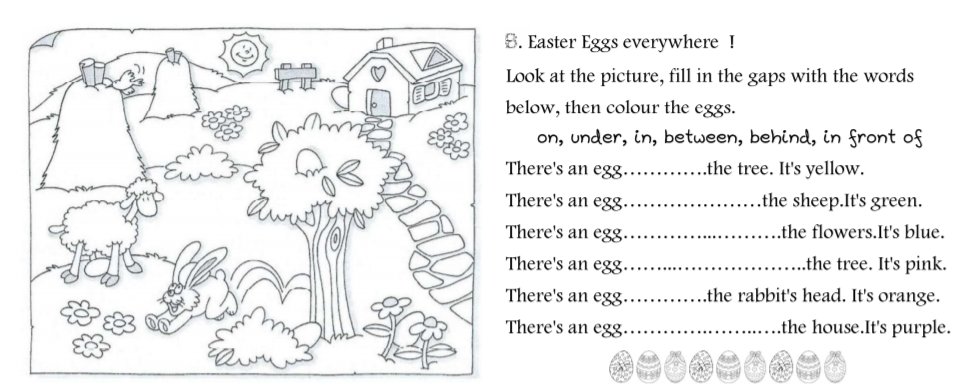 8. Easter Eggs everywhere !
Look at the picture, fill in the gaps with the words
below, then colour the eggs.
on, under, in, between, behind, in front of
There's an egg………….the tree. It's yellow.
There's an egg…………………the sheep.It's green.
There's an egg…………...……….the flowers.It's blue.
There's an egg……...………………..the tree. It's pink.
There's an egg………….the rabbit's head. It's orange.
There's an egg………….……..….the house.It's purple.